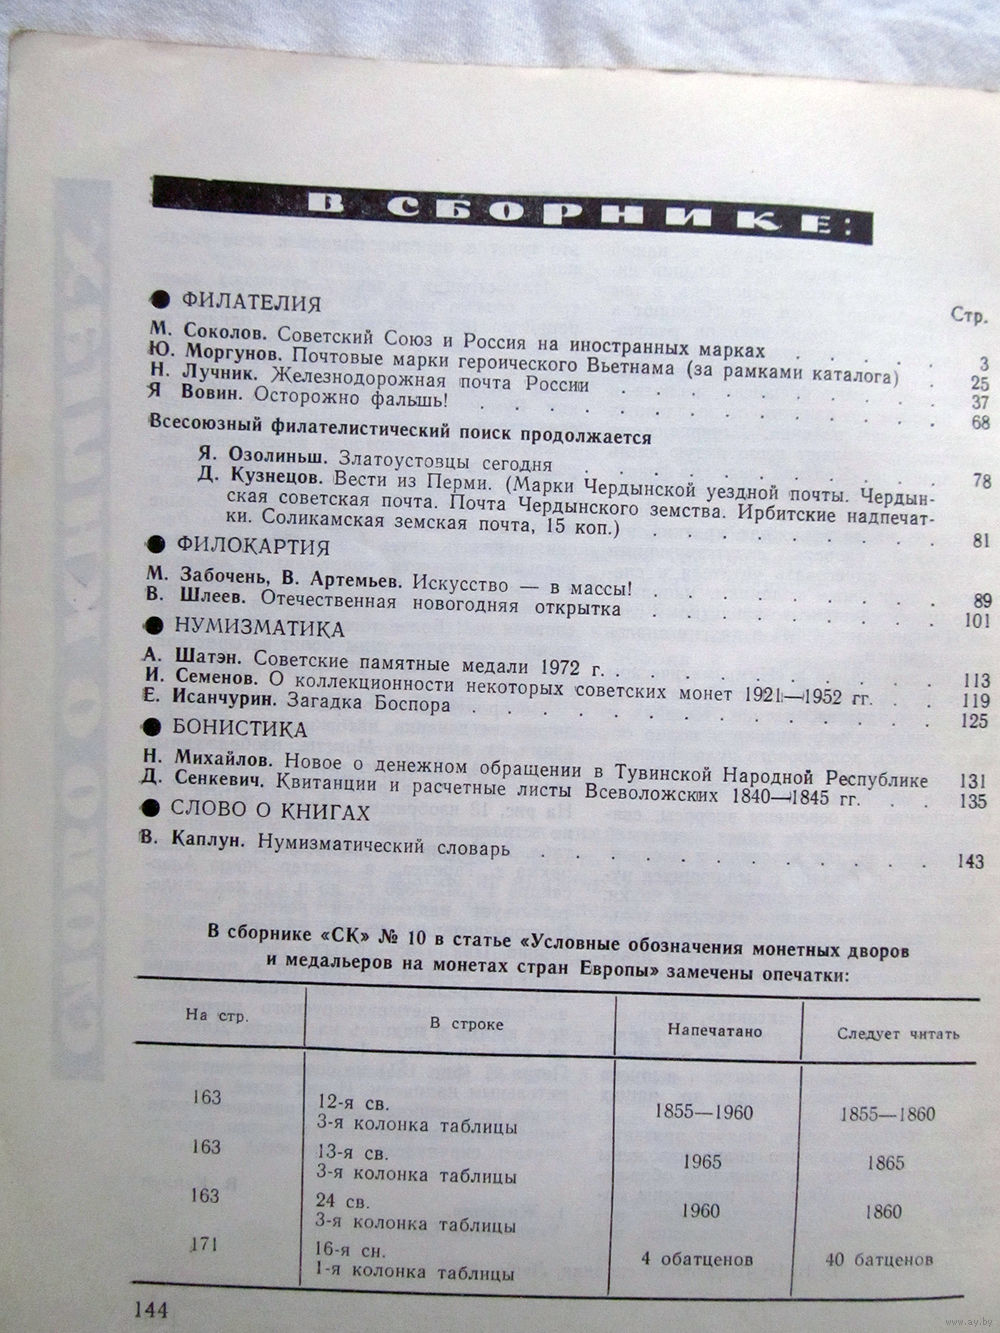 В СБОРНИКЕ:
● ФИЛАТЕЛИЯ Стр.
М. Соколов. Советский Союз и Россия на иностранных марках . . . . . 3
Ю. Моргунов. Почтовые марки героического Вьетнама (за рамками каталога) . 25
Н. Лучник. Железнодорожная почта России . . . . . . . . . . 37
Я Вовин. Осторожно фальшь! . . . . . . . . . . . . . 68
Всесоюзный филателистический поиск продолжается
Я. Озолиньш. Златоустовцы сегодня . . . . . . . . . . . 78
Д. Кузнецов. Вести из Перми. (Марки Чердынской уездной почты. Чердын-
ская советская почта. Почта Чердынского земства. Ирбитские надпечат-
ки. Соликамская земская почта, 15 коп.) . . . . . . . . . 81
● ФИЛОКАРТИЯ
М. Забочень, В. Артемьев. Искусство — в массы! . . . . . . . . 89
В. Шлеев. Отечественная новогодняя открытка . . . . . . . . . 101
● НУМИЗМАТИКА
А. Шатэн. Советские памятные медали 1972 г. . . . . . . . . . 113
И. Семенов. О коллекционности некоторых советских монет 1921—1952 гг. . . 119
Е. Исанчурин. Загадка Боспора . . . . . . . . . . . . . 125
● БОНИСТИКА
Н. Михайлов. Новое о денежном обращении в Тувинской Народной Республике 131
Д. Сенкевич. Квитанции и расчетные листы Всеволожских 1840—1845 гг. . . 135
● СЛОВО О КНИГАХ
В. Каплун. Нумизматический словарь . . . . . . . . . . . 143
В сборнике «СК» № 10 в статье «Условные обозначения монетных дворов
и медальеров на монетах стран Европы» замечены опечатки:
На стр. В строке Напечатано Следует читать
163 12-я св. 1855—1960 1855—1860
3-я колонка таблицы
163 13-я св. 1965 1865
3-я колонка таблицы
163 24 св. 1960 1860
3-я колонка таблицы
171 16-я сн. 4 обатценов 40 батценов
1-я колонка таблицы
144
www.ay.by